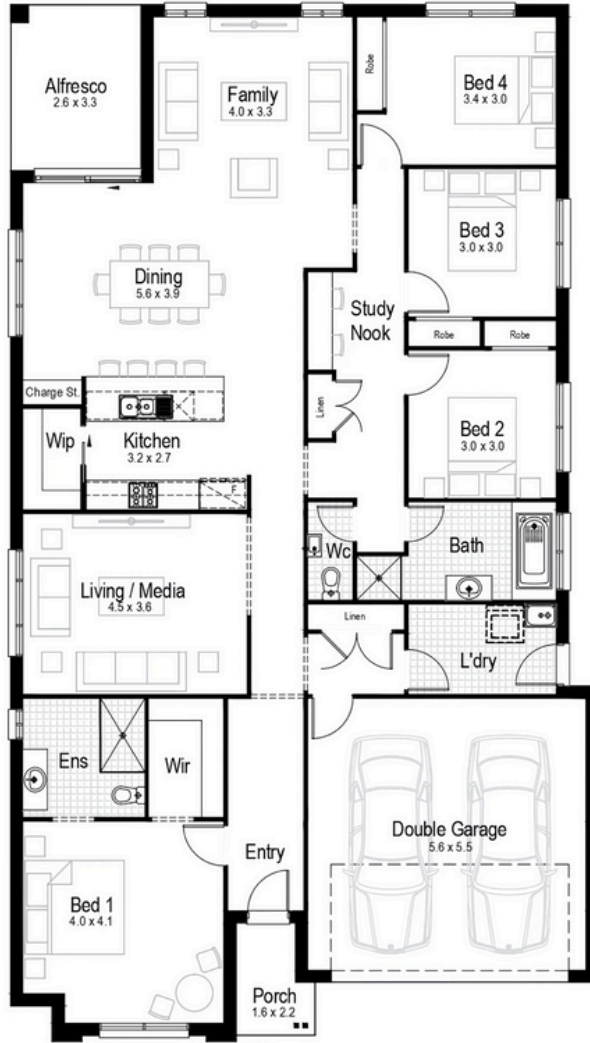 Alfresco
2.6 x 3.3
Family
4.0 x 3.3
Robe
Bed 4
3.4 x 3.0
Bed 3
3.0 x 3.0
Dining
5.6 x 3.9
Study
Nook
Robe
Robe
Charge St.
Linen
Wip
Kitchen
3.2 x 2.7
F
Bed 2
3.0 x 3.0
Wc
Bath
Living / Media
4.5 x 3.6
Linen
L'dry
Ens
Wir
Double Garage
5.6 x 5.5
Entry
Bed 1
4.0 x 4.1
Porch
1.6 x 2.2